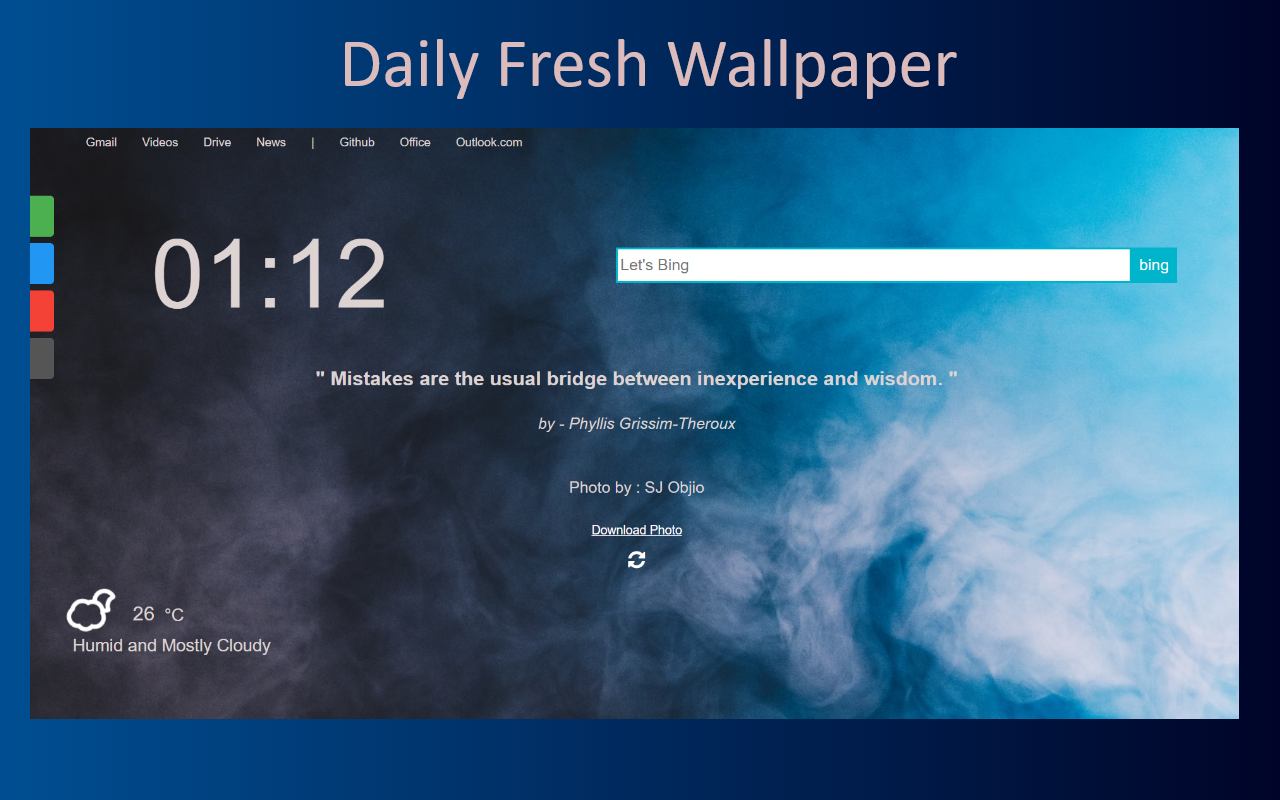 Daily Fresh Wallpaper
Gmail Videos Drive News | Github Office Outlook.com
01:12
Let's Bing bing
" Mistakes are the usual bridge between inexperience and wisdom. "
by - Phyllis Grissim-Theroux
Photo by : SJ Objio
Download Photo
26 °C
Humid and Mostly Cloudy